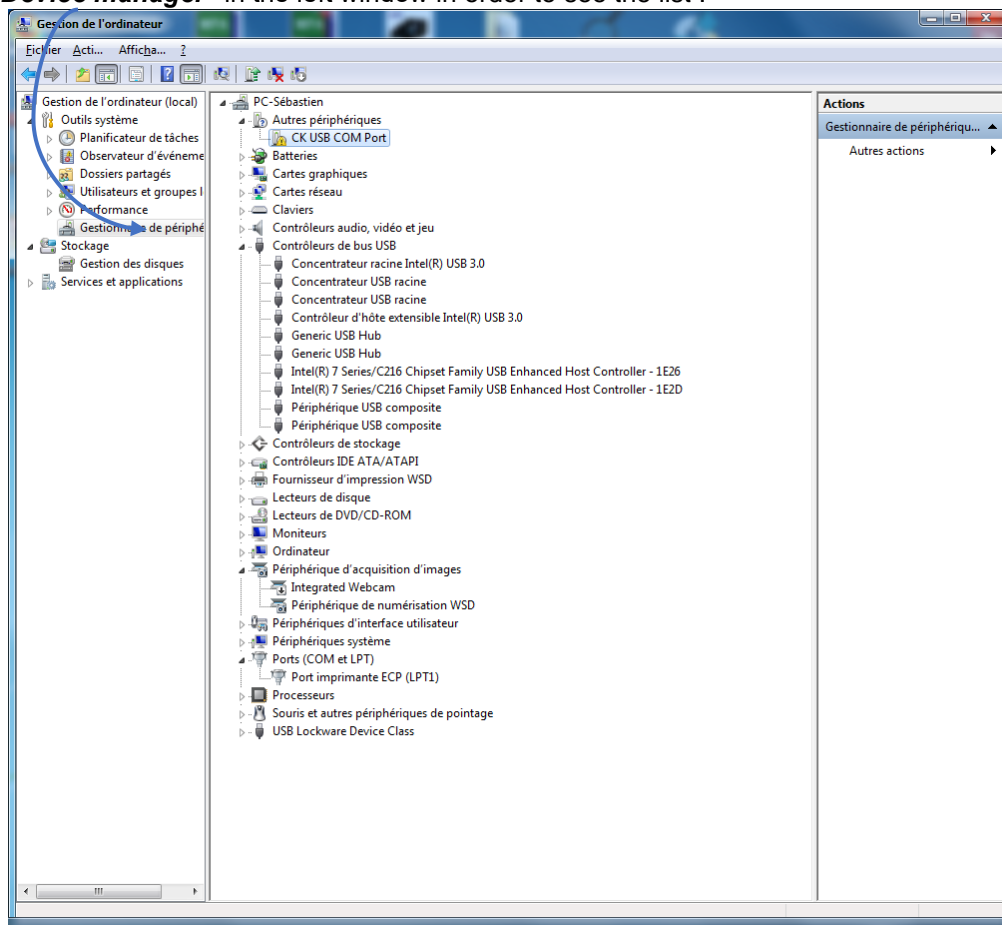 Device manager" in the left window in order to see the list :
Gestion de l'ordinateur
Fichier Acti... Afficha... ?
Gestion de l'ordinateur (local)
Outils système
Planificateur de tâches
Observateur d'événeme
Dossiers partagés
Utilisateurs et groupes l
Performance
Gestionnaire de périphé
Stockage
Gestion des disques
Services et applications
PC-Sébastien
Autres périphériques
CK USB COM Port
Batteries
Cartes graphiques
Cartes réseau
Claviers
Contrôleurs audio, vidéo et jeu
Contrôleurs de bus USB
Concentrateur racine Intel(R) USB 3.0
Concentrateur USB racine
Concentrateur USB racine
Contrôleur d'hôte extensible Intel(R) USB 3.0
Generic USB Hub
Generic USB Hub
Intel(R) 7 Series/C216 Chipset Family USB Enhanced Host Controller - 1E26
Intel(R) 7 Series/C216 Chipset Family USB Enhanced Host Controller - 1E2D
Périphérique USB composite
Périphérique USB composite
Contrôleurs de stockage
Contrôleurs IDE ATA/ATAPI
Fournisseur d'impression WSD
Lecteurs de disque
Lecteurs de DVD/CD-ROM
Moniteurs
Ordinateur
Périphérique d'acquisition d'images
Integrated Webcam
Périphérique de numérisation WSD
Périphériques d'interface utilisateur
Périphériques système
Ports (COM et LPT)
Port imprimante ECP (LPT1)
Processeurs
Souris et autres périphériques de pointage
USB Lockware Device Class
Actions
Gestionnaire de périphériqu...
Autres actions